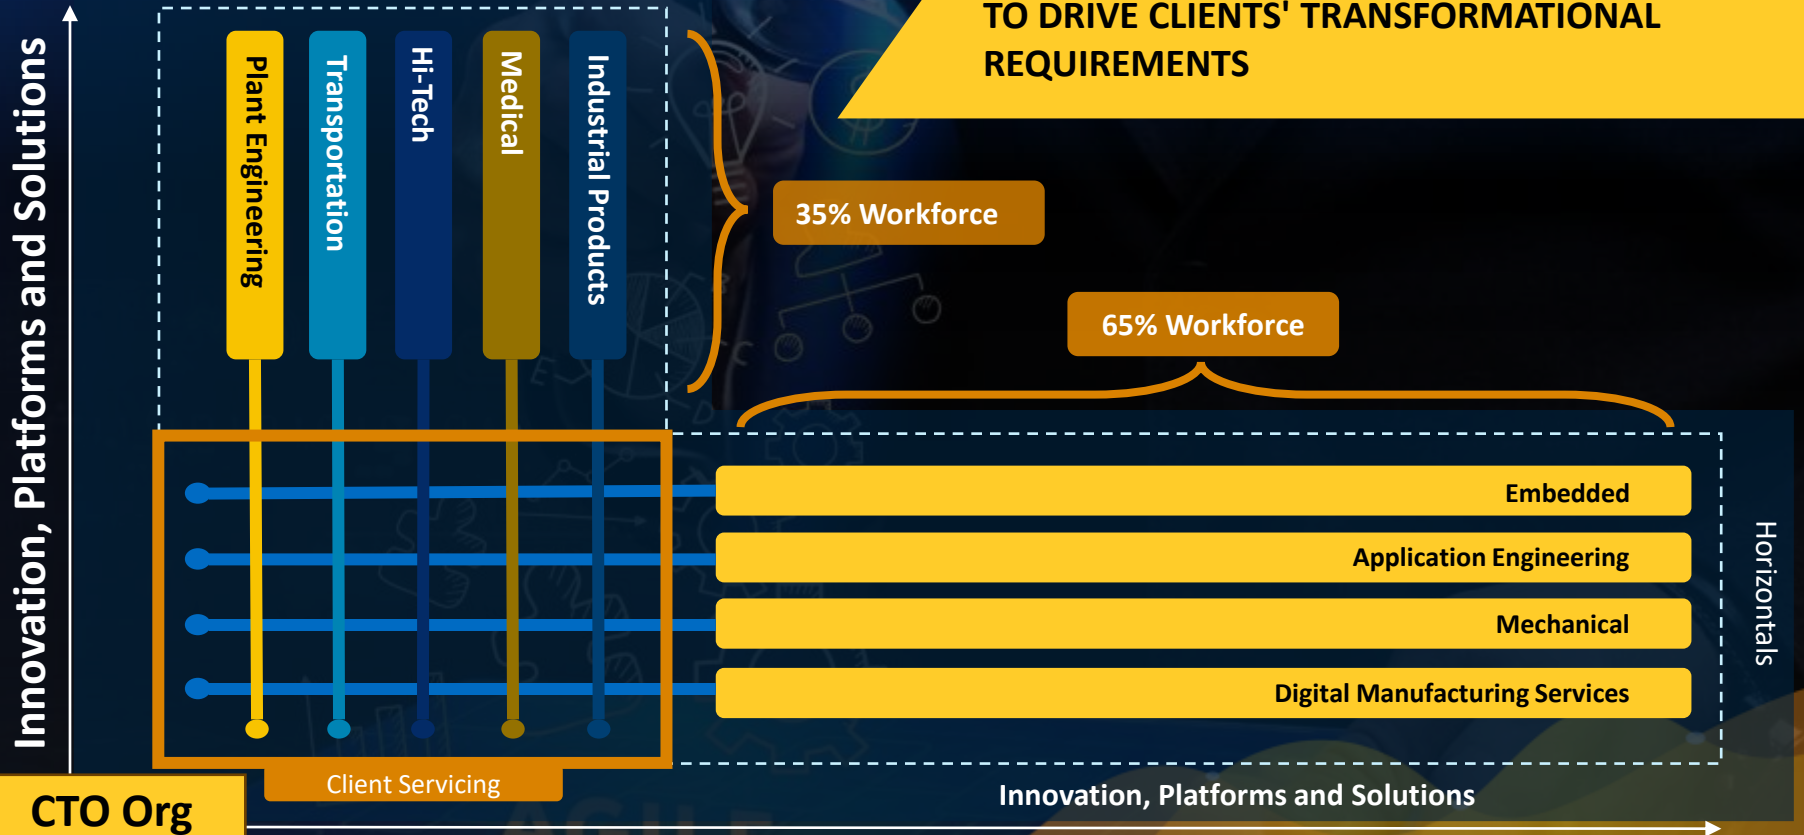 TO DRIVE CLIENTS' TRANSFORMATIONAL
REQUIREMENTS
Innovation, Platforms and Solutions
Plant Engineering
Transportation
Hi-Tech
Medical
Industrial Products
35% Workforce
65% Workforce
Embedded
Application Engineering
Mechanical
Digital Manufacturing Services
Horizontals
Client Servicing
Innovation, Platforms and Solutions
CTO Org